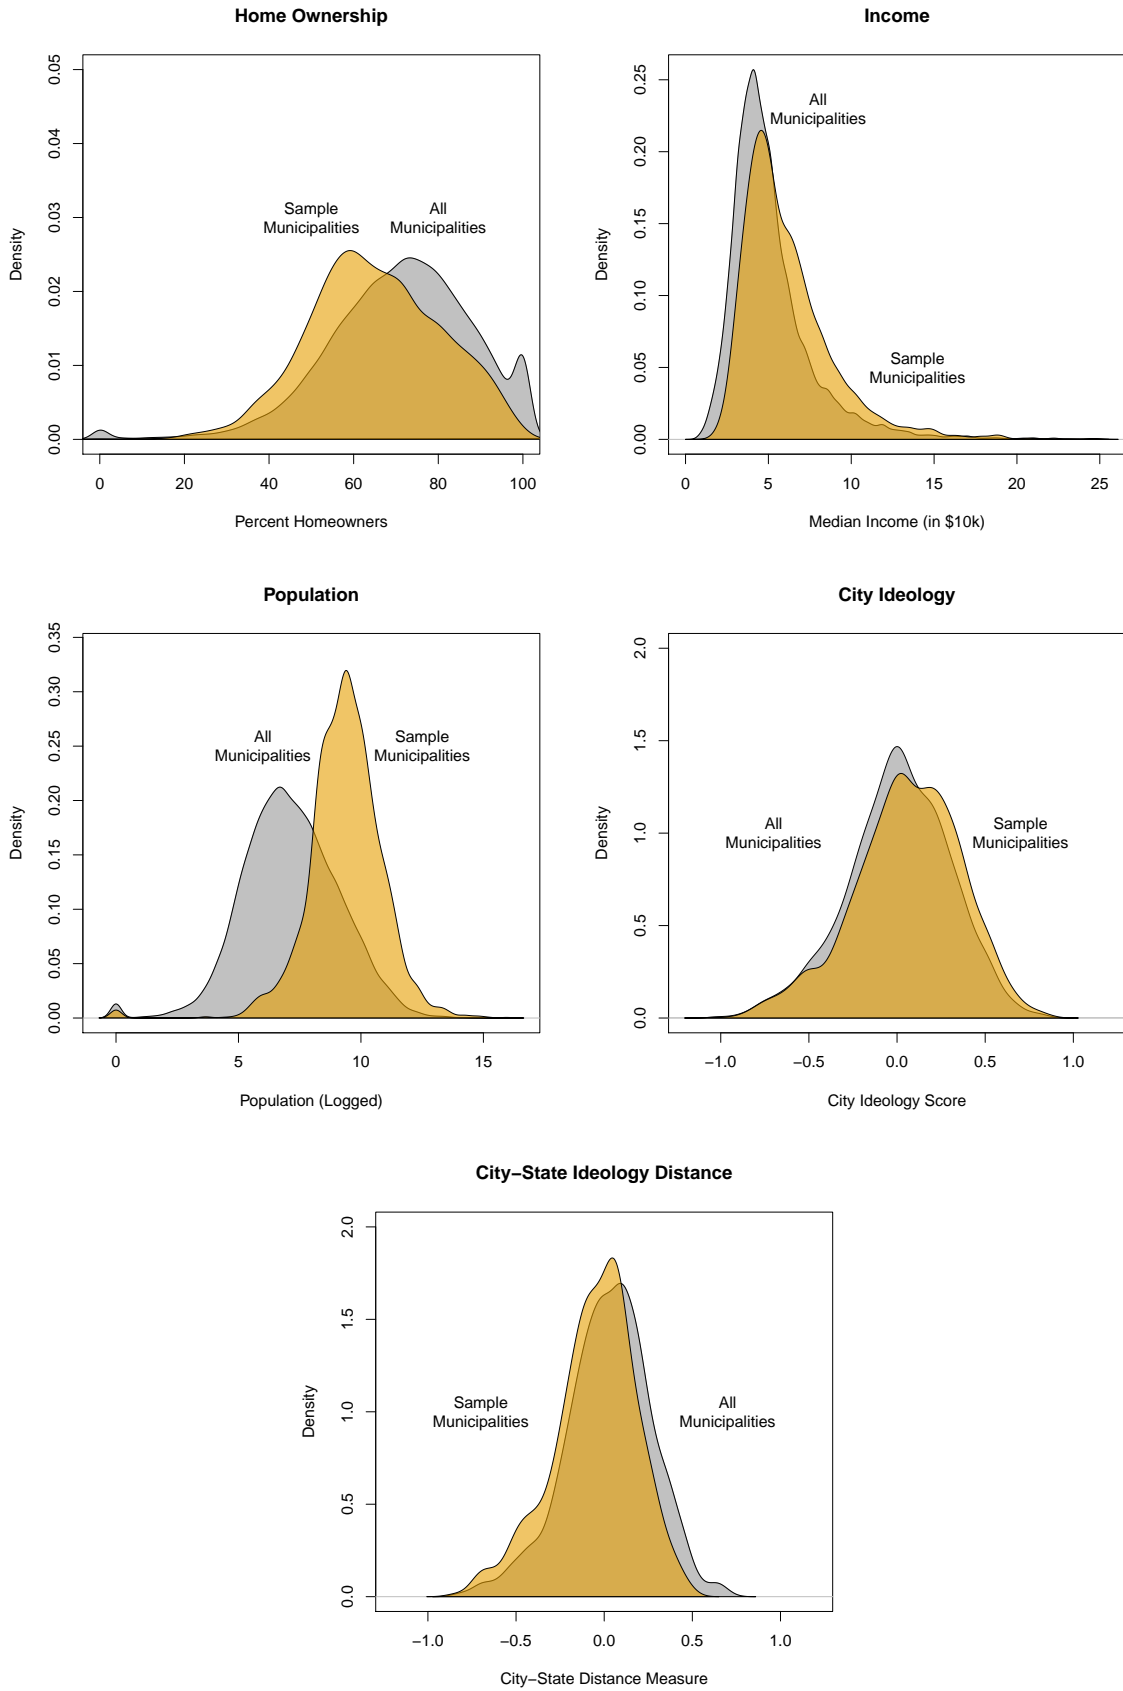 Home Ownership
0.00 0.01 0.02 0.03 0.04 0.05
Density
Sample
Municipalities
All
Municipalities
0 20 40 60 80 100
Percent Homeowners
Income
0.00 0.05 0.10 0.15 0.20 0.25
Density
All
Municipalities
Sample
Municipalities
0 5 10 15 20 25
Median Income (in $10k)
Population
0.00 0.05 0.10 0.15 0.20 0.25 0.30 0.35
Density
All
Municipalities
Sample
Municipalities
0 5 10 15
Population (Logged)
City Ideology
0.0 0.5 1.0 1.5 2.0
Density
All
Municipalities
Sample
Municipalities
−1.0 −0.5 0.0 0.5 1.0
City Ideology Score
City−State Ideology Distance
0.0 0.5 1.0 1.5 2.0
Density
Sample
Municipalities
All
Municipalities
−1.0 −0.5 0.0 0.5 1.0
City−State Distance Measure